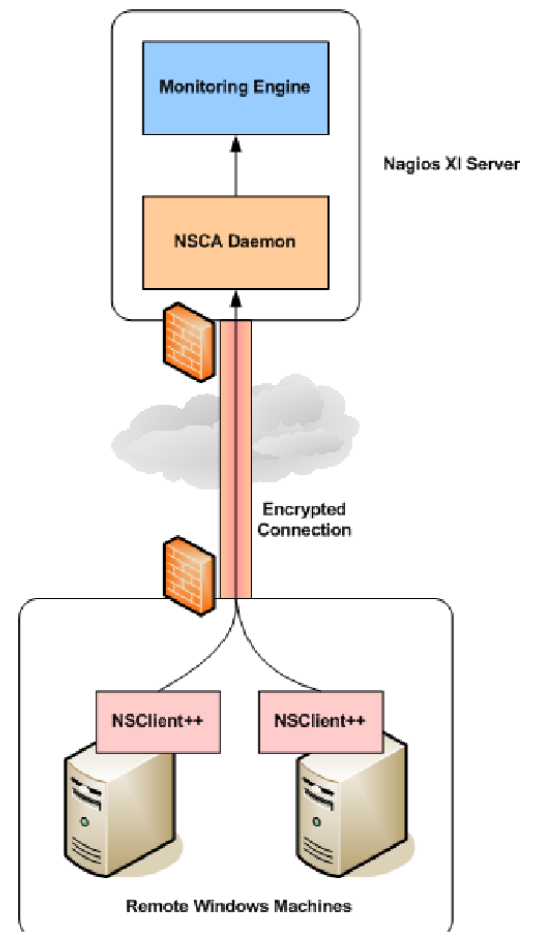 Monitoring Engine
Nagios XI Server
NSCA Daemon
Encrypted
Connection
NSClient++
NSClient++
Remote Windows Machines